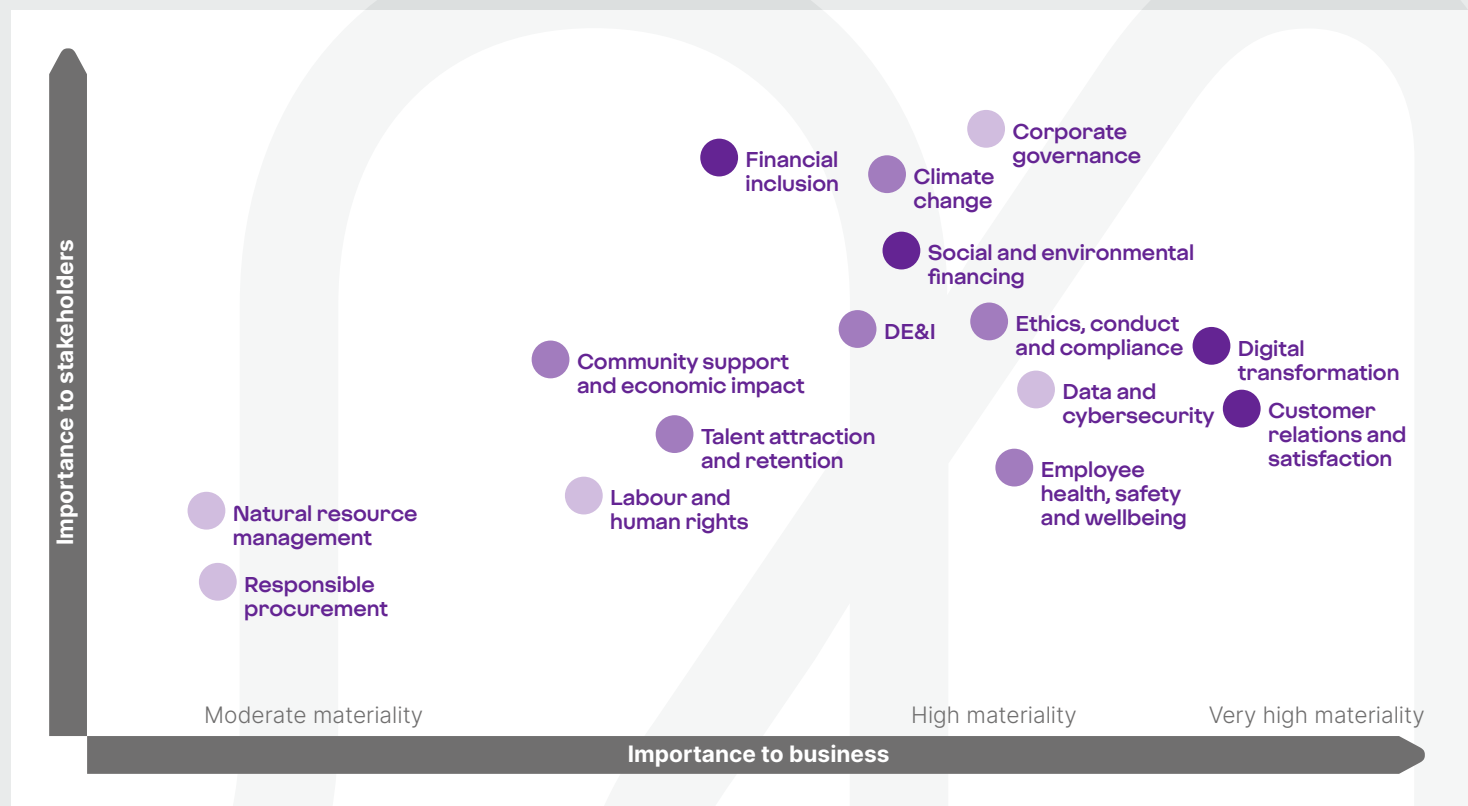 Corporate
governance
Financial
inclusion
Climate
change
Social and environmental
financing
Importance to stakeholders
DE&I
Ethics, conduct
and compliance
Digital
transformation
Community support
and economic impact
Data and
cybersecurity
Customer
relations and
satisfaction
Talent attraction
and retention
Employee
health, safety
and wellbeing
Labour and
human rights
Natural resource
management
Responsible
procurement
Moderate materiality
High materiality
Very high materiality
Importance to business